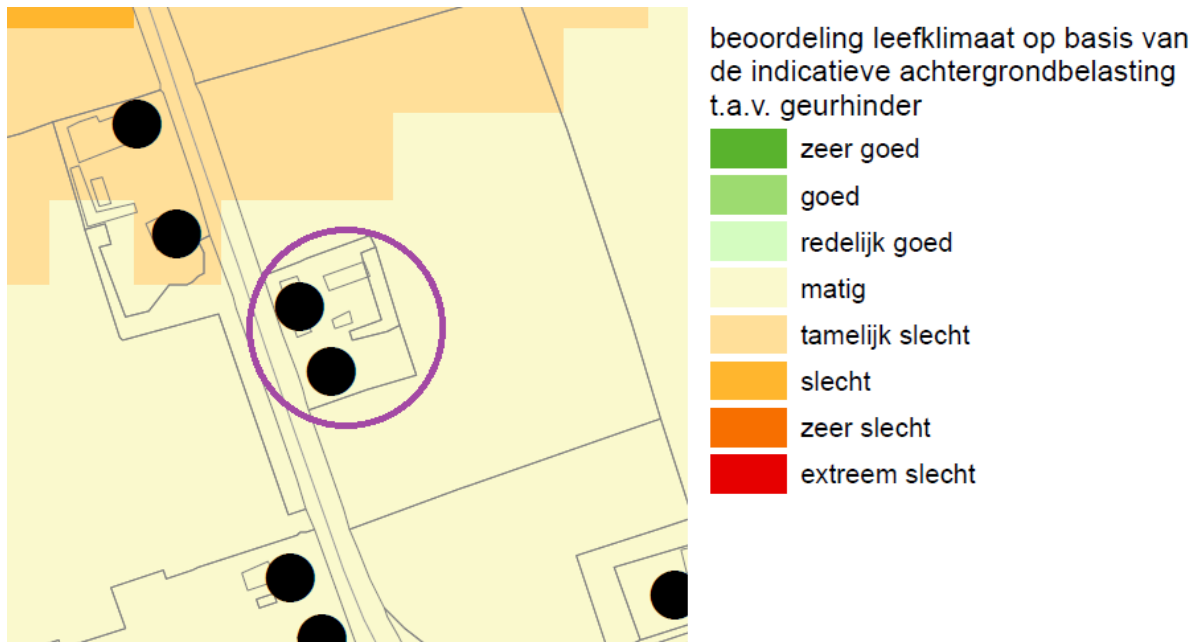 beoordeling leefklimaat op basis van
de indicatieve achtergrondbelasting
t.a.v. geurhinder
zeer goed
goed
redelijk goed
matig
tamelijk slecht
slecht
zeer slecht
extreem slecht